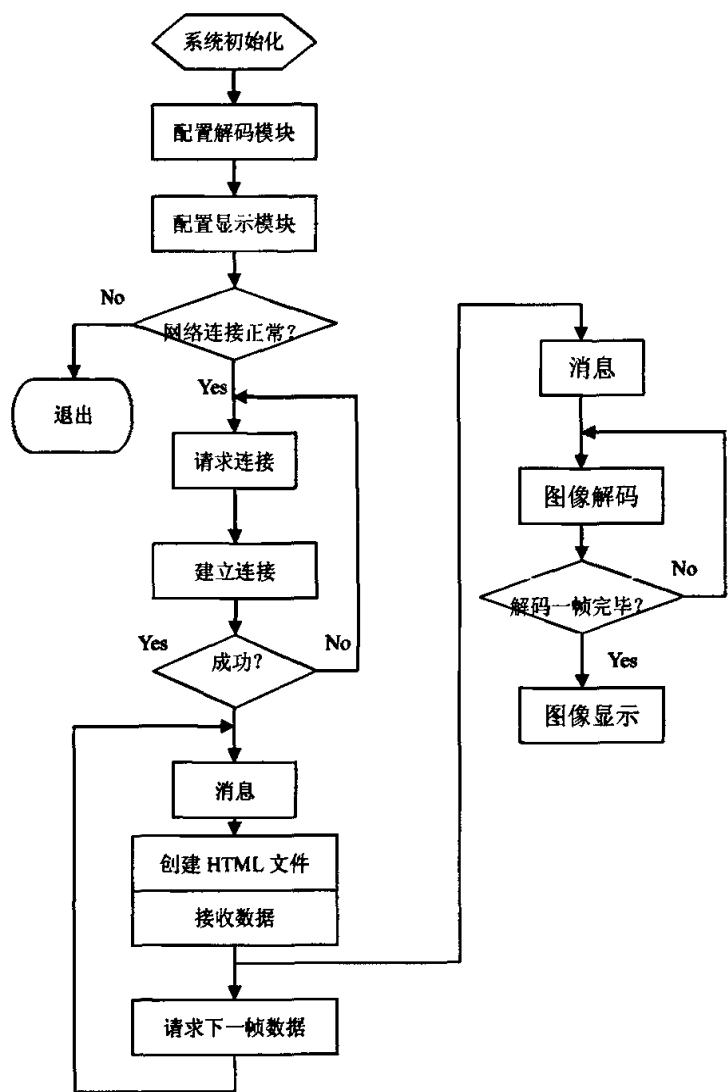 系统初始化
配置解码模块
配置显示模块
No
网络连接正常?
Yes
退出
请求连接
建立连接
Yes
No
成功?
消息
创建 HTML 文件
接收数据
请求下一帧数据
消息
图像解码
No
解码一帧完毕?
Yes
图像显示